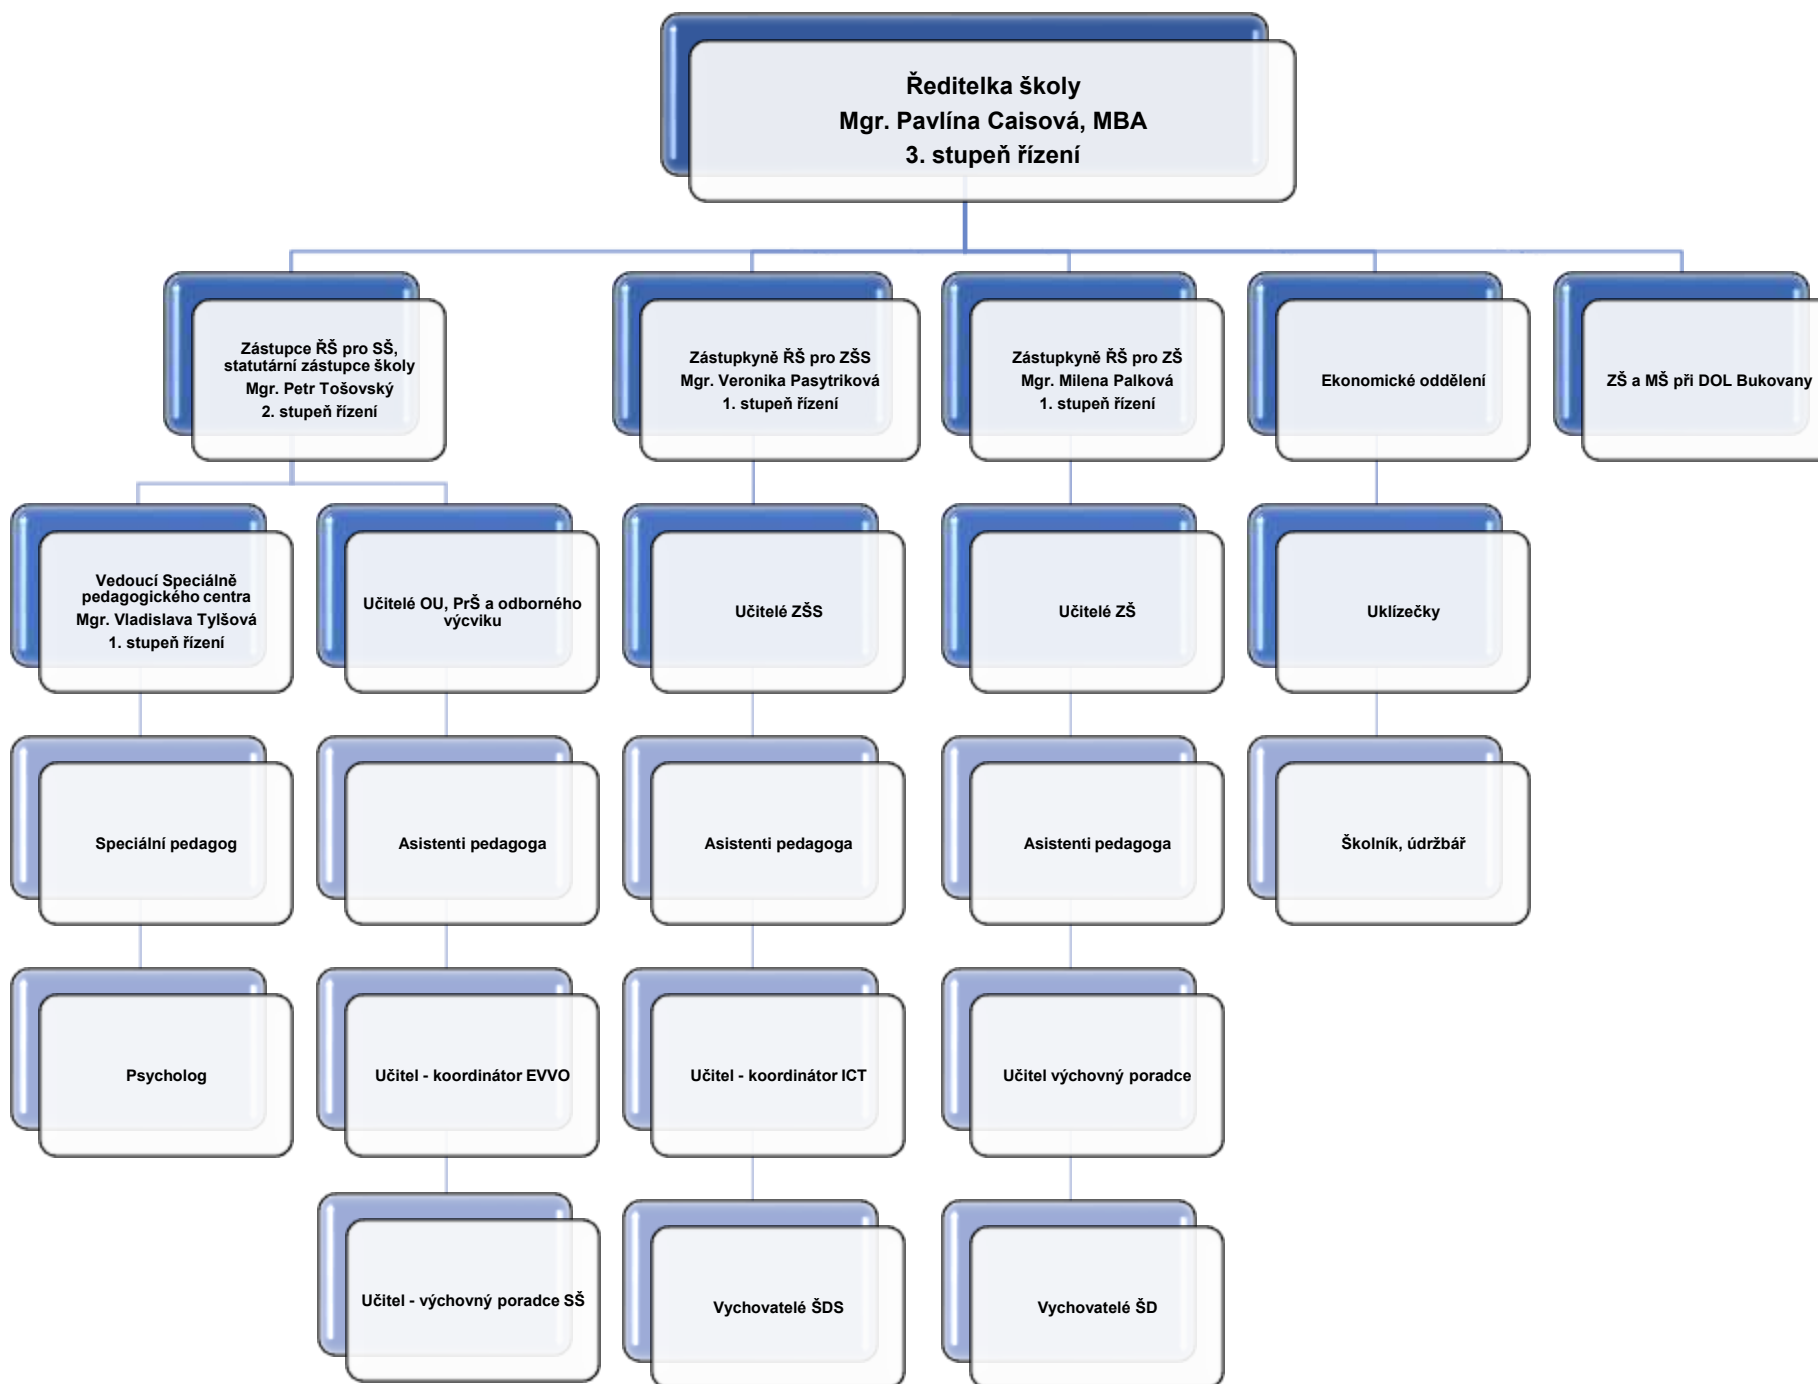 Ředitelka školy
Mgr. Pavlína Caisová, MBA
3. stupeň řízení
Zástupce ŘŠ pro SŠ,
statutární zástupce školy
Mgr. Petr Tošovský
2. stupeň řízení
Zástupkyně ŘŠ pro ZŠS
Mgr. Veronika Pasytriková
1. stupeň řízení
Zástupkyně ŘŠ pro ZŠ
Mgr. Milena Palková
1. stupeň řízení
Ekonomické oddělení
ZŠ a MŠ při DOL Bukovany
Vedoucí Speciálně
pedagogického centra
Mgr. Vladislava Tylšová
1. stupeň řízení
Učitelé OU, PrŠ a odborného
výcviku
Učitelé ZŠS
Učitelé ZŠ
Uklízečky
Speciální pedagog
Asistenti pedagoga
Asistenti pedagoga
Asistenti pedagoga
Školník, údržbář
Psycholog
Učitel - koordinátor EVVO
Učitel - koordinátor ICT
Učitel výchovný poradce
Učitel - výchovný poradce SŠ
Vychovatelé ŠDS
Vychovatelé ŠD